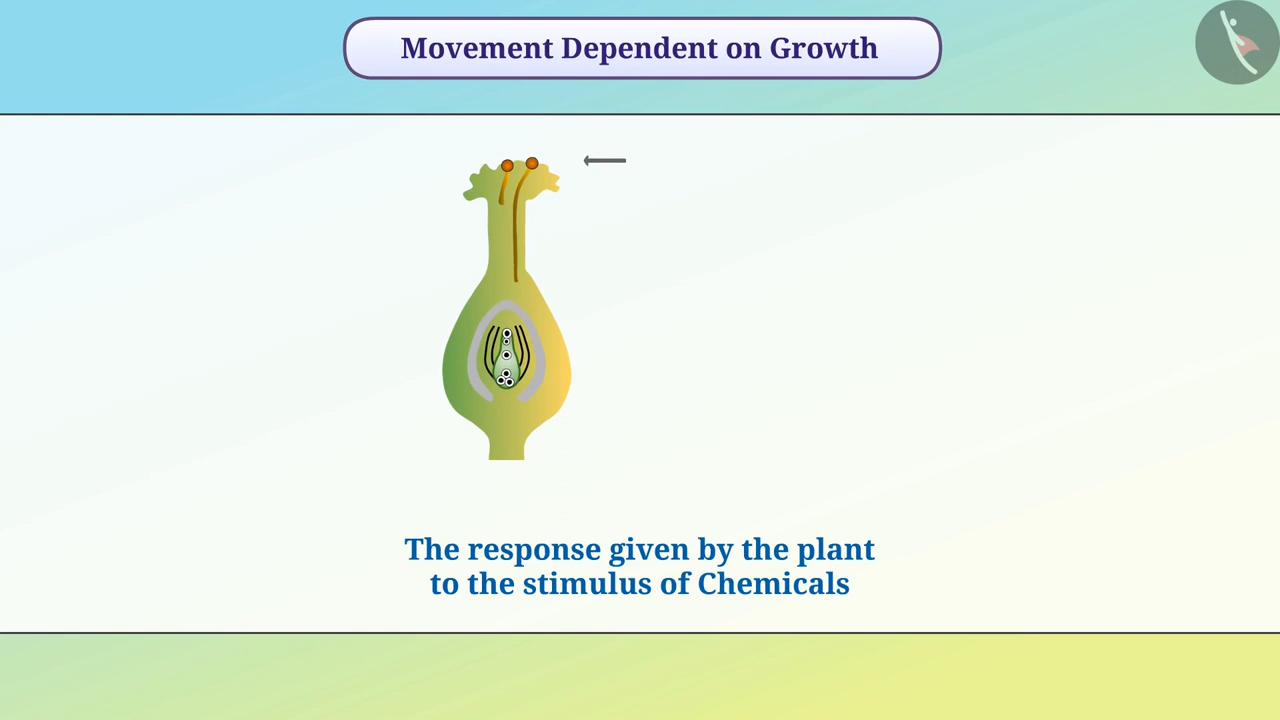 Movement Dependent on Growth
The response given by the plant
to the stimulus of Chemicals